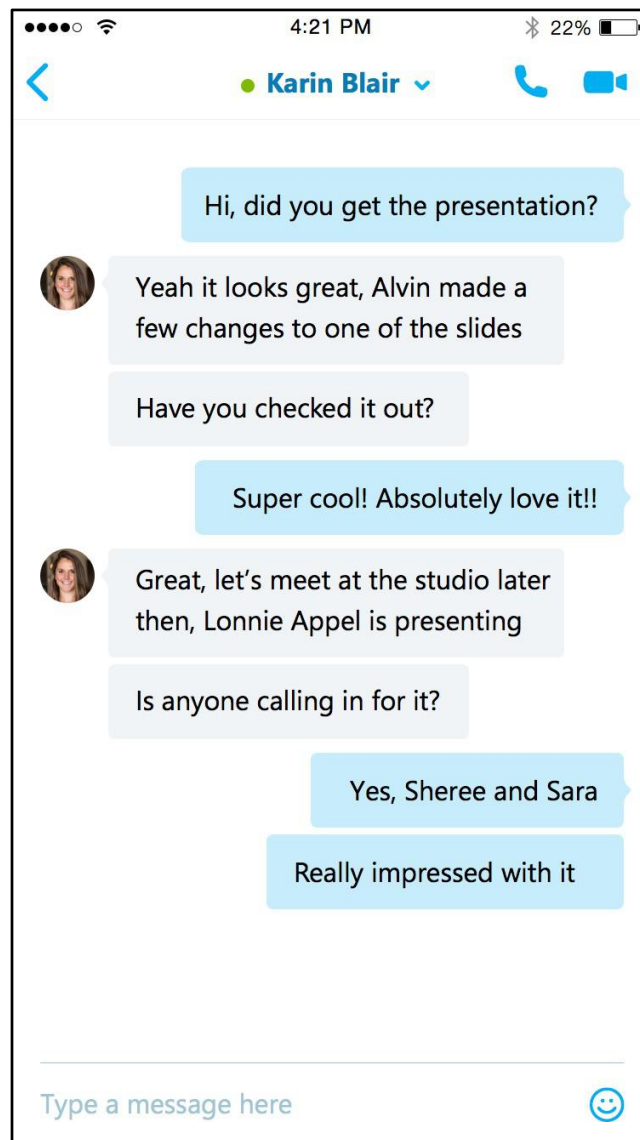 4:21 PM
22%
Karin Blair
Hi, did you get the presentation?
Yeah it looks great, Alvin made a
few changes to one of the slides
Have you checked it out?
Super cool! Absolutely love it!!
Great, let’s meet at the studio later
then, Lonnie Appel is presenting
Is anyone calling in for it?
Yes, Sheree and Sara
Really impressed with it
Type a message here